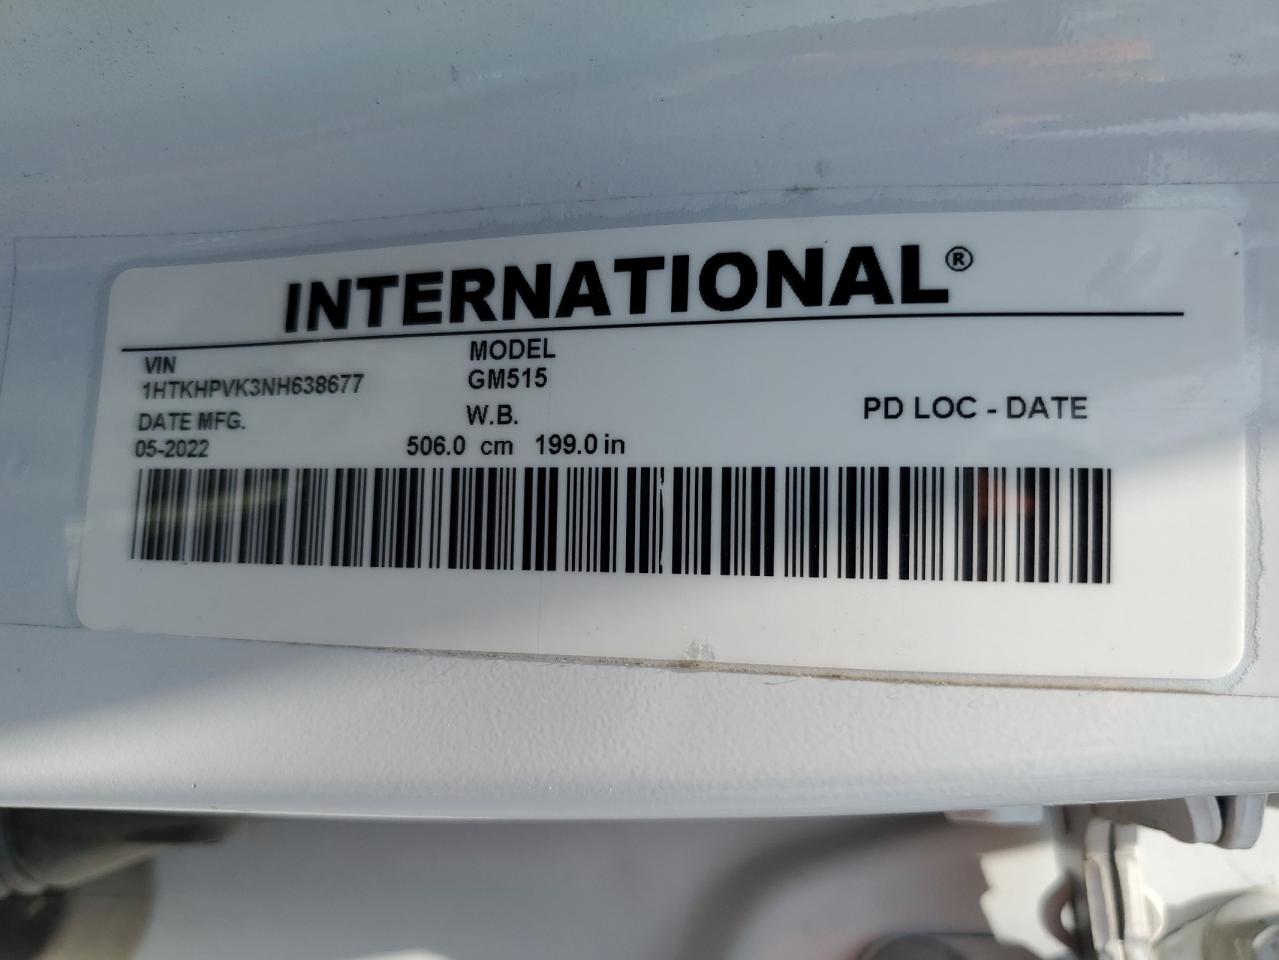 INTERNATIONAL®
VIN
1HTKHPVK3NH638677
DATE MFG.
05-2022
MODEL
GM515
W.B.
506.0 cm 199.0 in
PD LOC - DATE